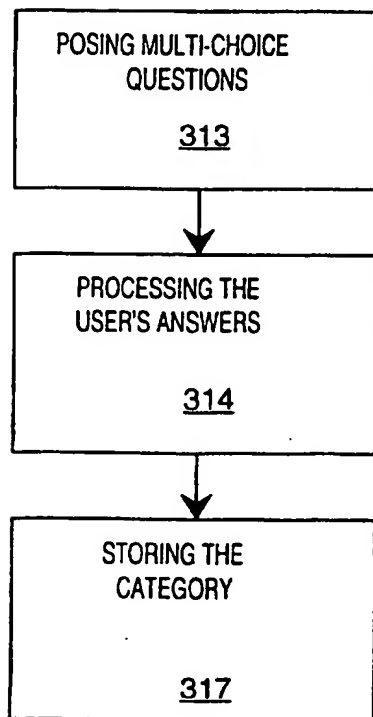 POSING MULTI-CHOICE
QUESTIONS
313
PROCESSING THE
USER'S ANSWERS
314
STORING THE
CATEGORY
317